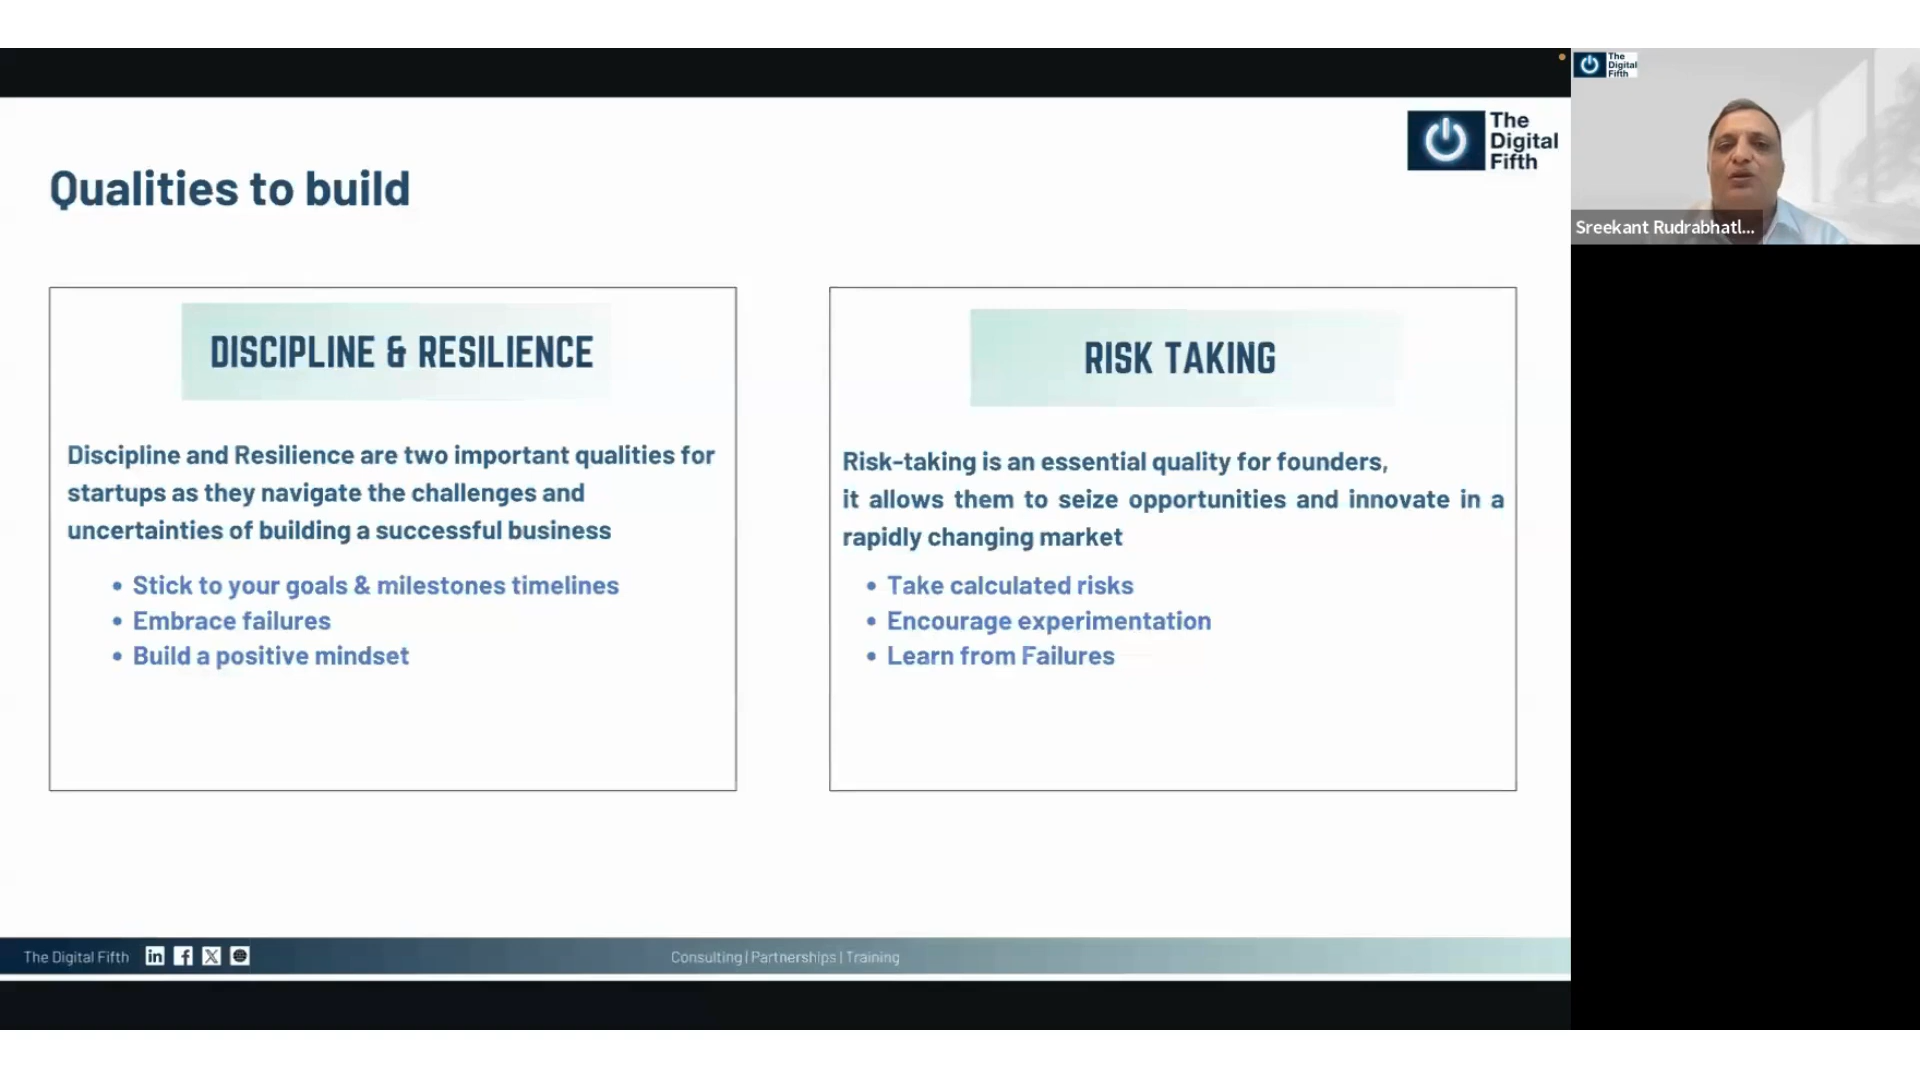 The
Digital
Fifth
Qualities to build
The
Digital
Fifth
Sreekant Rudrabhatl...
DISCIPLINE & RESILIENCE
Discipline and Resilience are two important qualities for
startups as they navigate the challenges and
uncertainties of building a successful business
• Stick to your goals & milestones timelines
• Embrace failures
• Build a positive mindset
RISK TAKING
Risk-taking is an essential quality for founders,
it allows them to seize opportunities and innovate in a
rapidly changing market
• Take calculated risks
• Encourage experimentation
• Learn from Failures
The Digital Fifth
Consulting | Partnerships | Training